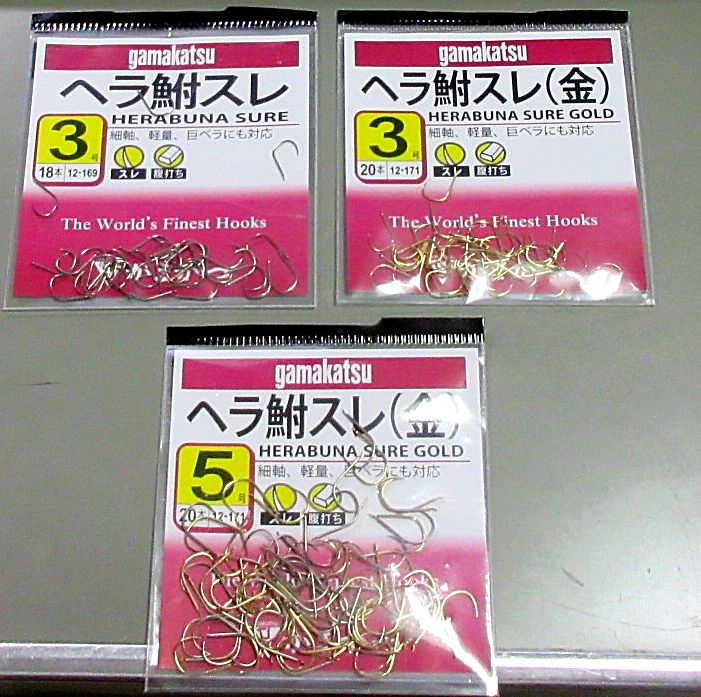 gamakatsu
ヘラ鮒スレ
HERABUNA SURE
細軸、軽量、巨ベラにも対応
3号
18本 12-169
スレ 腹打ち
The World's Finest Hooks
gamakatsu
ヘラ鮒スレ(金)
HERABUNA SURE GOLD
細軸、軽量、巨ベラにも対応
3号
20本 12-171
スレ 腹打ち
The World's Finest Hooks
gamakatsu
ヘラ鮒スレ(金)
HERABUNA SURE GOLD
細軸、軽量、巨ベラにも対応
5号
20本 12-171
スレ 腹打ち